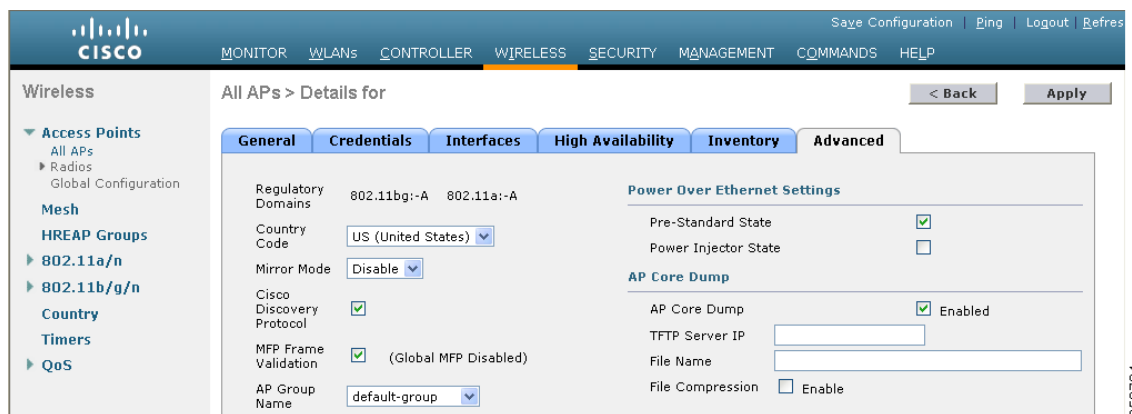 Save Configuration | Ping | Logout | Refres
CISCO
MONITOR WLANs CONTROLLER WIRELESS SECURITY MANAGEMENT COMMANDS HELP
Wireless
All APs > Details for
< Back
Apply
Access Points
All APs
Radios
Global Configuration
Mesh
HREAP Groups
802.11a/n
802.11b/g/n
Country
Timers
QoS
General Credentials Interfaces High Availability Inventory Advanced
Regulatory
Domains
802.11bg:-A 802.11a:-A
Country
Code
US (United States)
Mirror Mode Disable
Cisco
Discovery
Protocol
MFP Frame
Validation
(Global MFP Disabled)
AP Group
Name
default-group
Power Over Ethernet Settings
Pre-Standard State
Power Injector State
AP Core Dump
AP Core Dump Enabled
TFTP Server IP
File Name
File Compression Enable